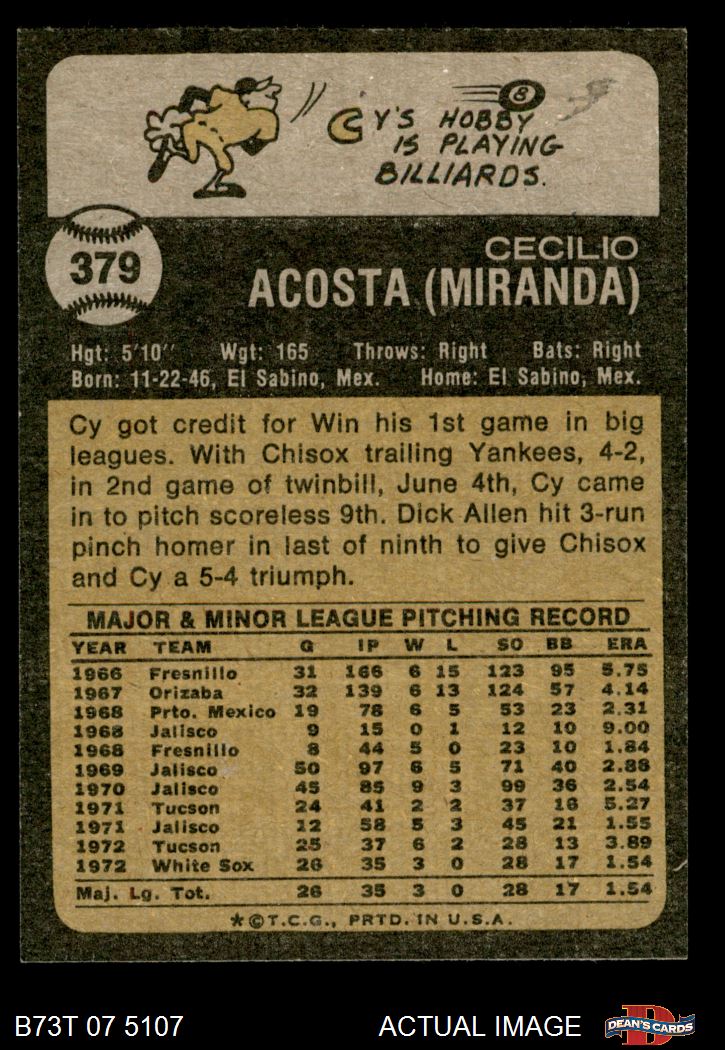 CY'S HOBBY
IS PLAYING
BILLIARDS.
8
379
CECILIO
ACOSTA (MIRANDA)
Hgt: 5'10" Wgt: 165 Throws: Right Bats: Right
Born: 11-22-46, El Sabino, Mex. Home: El Sabino, Mex.
Cy got credit for Win his 1st game in big
leagues. With Chisox trailing Yankees, 4-2,
in 2nd game of twinbill, June 4th, Cy came
in to pitch scoreless 9th. Dick Allen hit 3-run
pinch homer in last of ninth to give Chisox
and Cy a 5-4 triumph.
MAJOR & MINOR LEAGUE PITCHING RECORD
YEAR TEAM G IP W L SO BB ERA
1966 Fresnillo 31 166 6 15 123 95 5.75
1967 Orizaba 32 139 6 13 124 57 4.14
1968 Prto. Mexico 19 78 6 5 53 23 2.31
1968 Jalisco 9 15 0 1 12 10 9.00
1968 Fresnillo 8 44 5 0 23 10 1.84
1969 Jalisco 50 97 6 5 71 40 2.88
1970 Jalisco 45 85 9 3 99 36 2.54
1971 Tucson 24 41 2 2 37 16 5.27
1971 Jalisco 12 58 5 3 45 21 1.55
1972 Tucson 25 37 6 2 28 13 3.89
1972 White Sox 26 35 3 0 28 17 1.54
Maj. Lg. Tot. 26 35 3 0 28 17 1.54
★©T.C.G., PRTD. IN U.S.A.
B73T 07 5107 ACTUAL IMAGE
D
DEAN'S CARDS